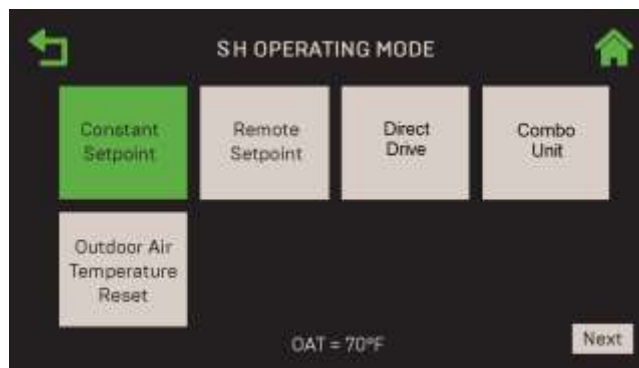 SH OPERATING MODE
Constant
Setpoint
Remote
Setpoint
Direct
Drive
Combo
Unit
Outdoor Air
Temperature
Reset
OAT = 70°F
Next